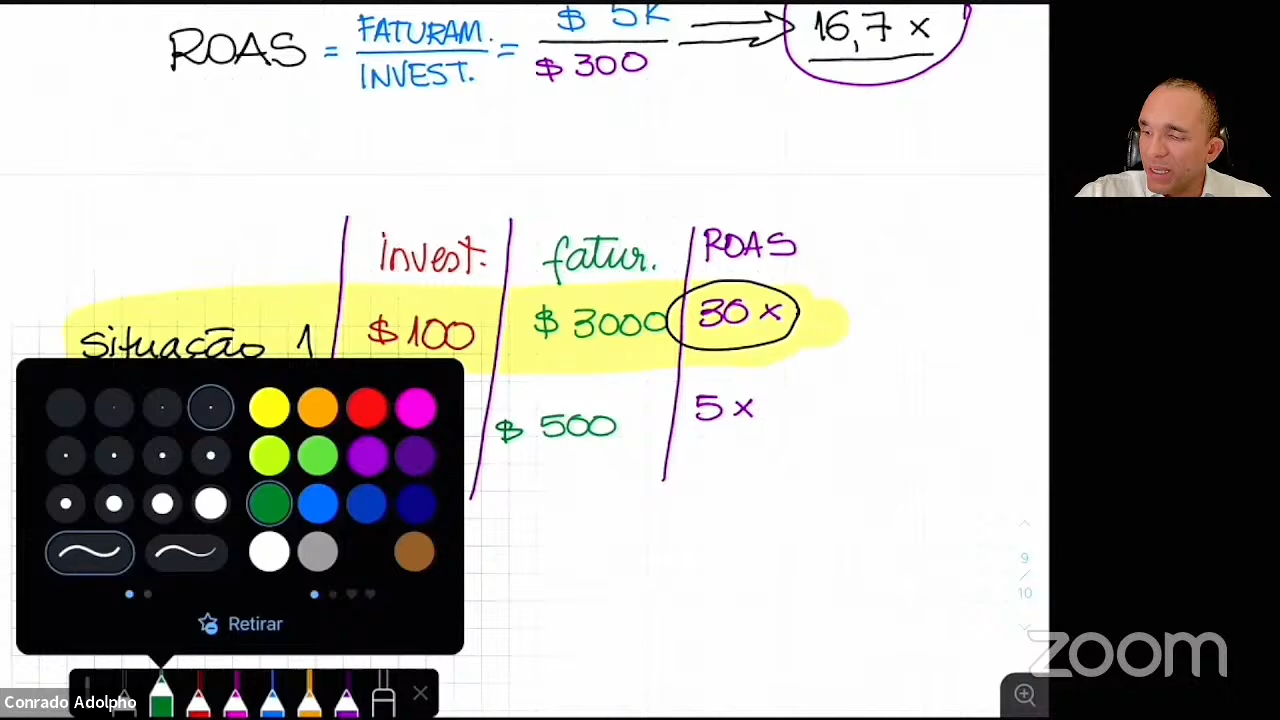 $ 5K
ROAS = FATURAM. / INVEST. = $300 16,7 x
invest. fatur. ROAS
situação 1 $100 $ 3000 30 x
$ 500 5 x
Retirar
9
/
10
zoom
Conrado Adolpho